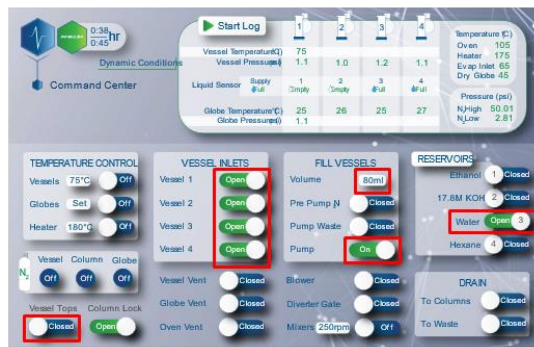 0:38
0:45 hr
Dynamic Conditions
Command Center
Start Log
1 2 3 4
Vessel Temperature(°C) 75
Vessel Pressure(psi) 1.1 1.0 1.2 1.1
Liquid Sensor Supply Full 1 Empty 2 Empty 3 Full 4 Full
Globe Temperature(°C) 25 26 25 27
Globe Pressure(psi) 1.1
Temperature (°C)
Oven 105
Heater 175
Evap Inlet 65
Dry Globe 45
Pressure (psi)
N₂High 50.01
N₂Low 2.81
TEMPERATURE CONTROL
Vessels 75°C Off
Globes Set Off
Heater 180°C Off
N₂
Vessel Column Globe
Off Off Off
Vessel Tops Column Lock
Closed Open
VESSEL INLETS
Vessel 1 Open
Vessel 2 Open
Vessel 3 Open
Vessel 4 Open
Vessel Vent Closed
Globe Vent Closed
Oven Vent Closed
FILL VESSELS
Volume 80ml
Pre Pump N₂ Closed
Pump Waste Closed
Pump On
Blower Closed
Diverter Gate Closed
Mixers 250rpm Off
RESERVOIRS
Ethanol 1 Closed
17.8M KOH 2 Closed
Water Open 3
Hexane 4 Closed
DRAIN
To Columns Closed
To Waste Closed